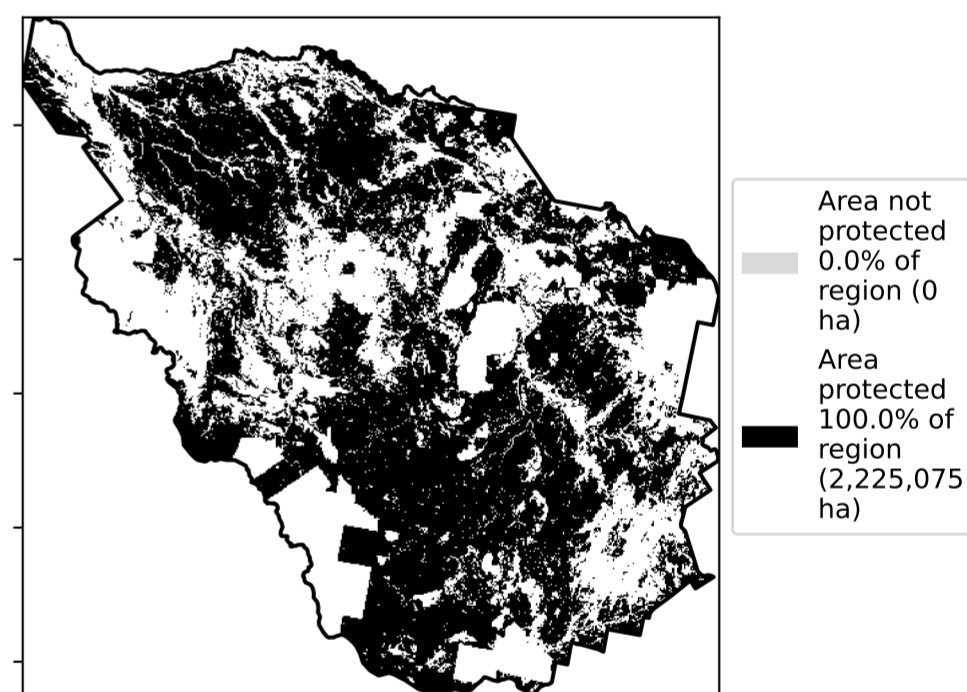 Area not
protected
0.0% of
region (0
ha)
Area
protected
100.0% of
region
(2,225,075
ha)